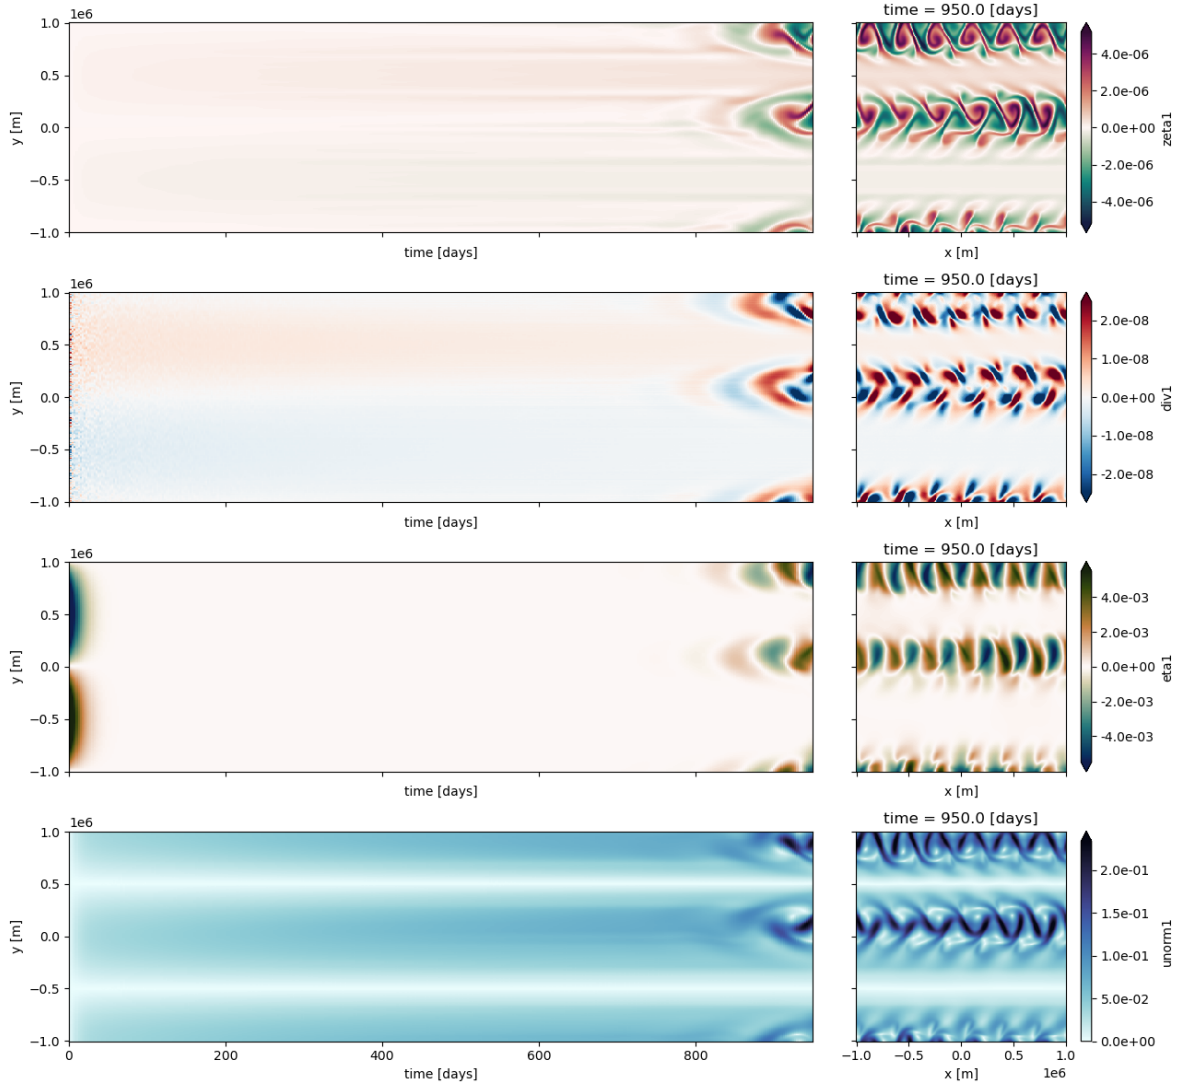 1e6
time = 950.0 [days]
1.0
0.5
0.0
−0.5
−1.0
y [m]
time [days]
x [m]
4.0e-06
2.0e-06
0.0e+00
−2.0e-06
−4.0e-06
zeta1
1e6
time = 950.0 [days]
1.0
0.5
0.0
−0.5
−1.0
y [m]
time [days]
x [m]
2.0e-08
1.0e-08
0.0e+00
−1.0e-08
−2.0e-08
div1
1e6
time = 950.0 [days]
1.0
0.5
0.0
−0.5
−1.0
y [m]
time [days]
x [m]
4.0e-03
2.0e-03
0.0e+00
−2.0e-03
−4.0e-03
eta1
1e6
time = 950.0 [days]
1.0
0.5
0.0
−0.5
−1.0
y [m]
0 200 400 600 800
time [days]
−1.0 −0.5 0.0 0.5 1.0
x [m]
1e6
2.0e-01
1.5e-01
1.0e-01
5.0e-02
0.0e+00
unorm1